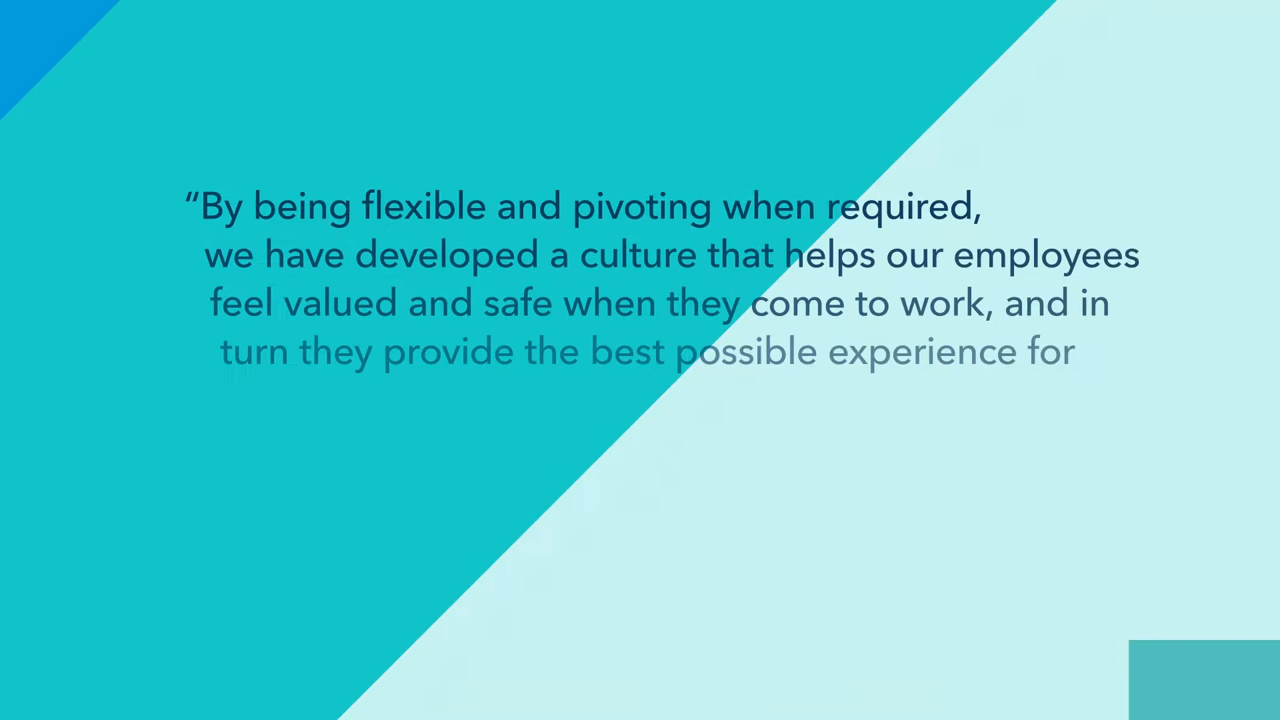 “By being flexible and pivoting when required,
we have developed a culture that helps our employees
feel valued and safe when they come to work, and in
turn they provide the best possible experience for